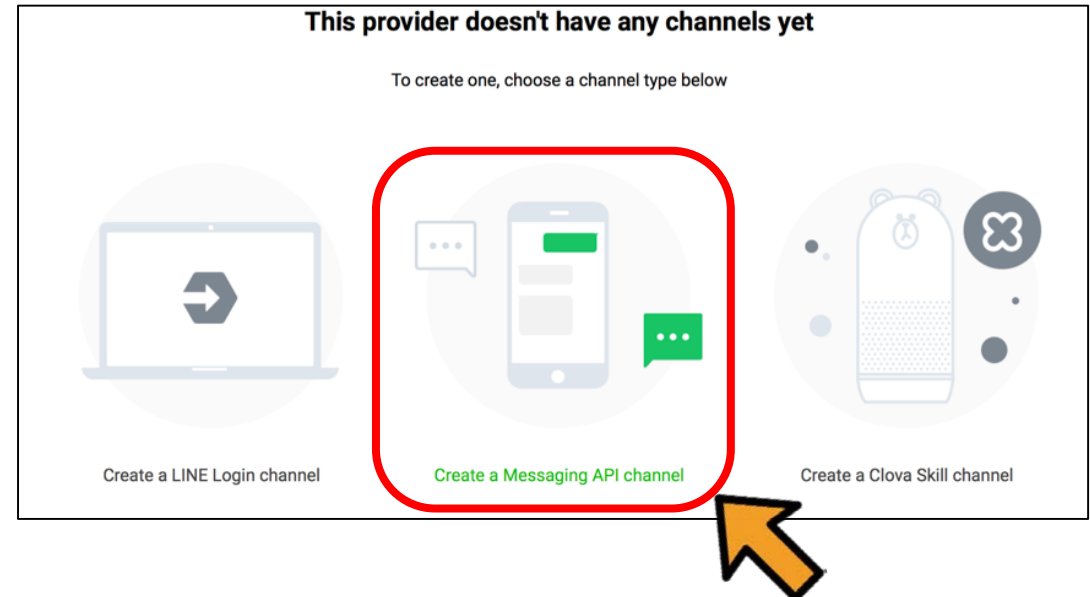 This provider doesn't have any channels yet
To create one, choose a channel type below
Create a LINE Login channel
Create a Messaging API channel
Create a Clova Skill channel